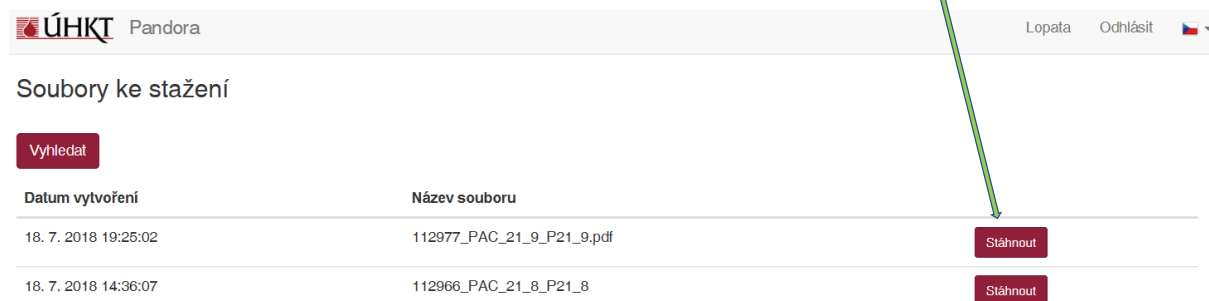 ÚHKT Pandora Lopata Odhlásit
Soubory ke stažení
Vyhledat
Datum vytvoření Název souboru
18. 7. 2018 19:25:02 112977_PAC_21_9_P21_9.pdf Stáhnout
18. 7. 2018 14:36:07 112966_PAC_21_8_P21_8 Stáhnout